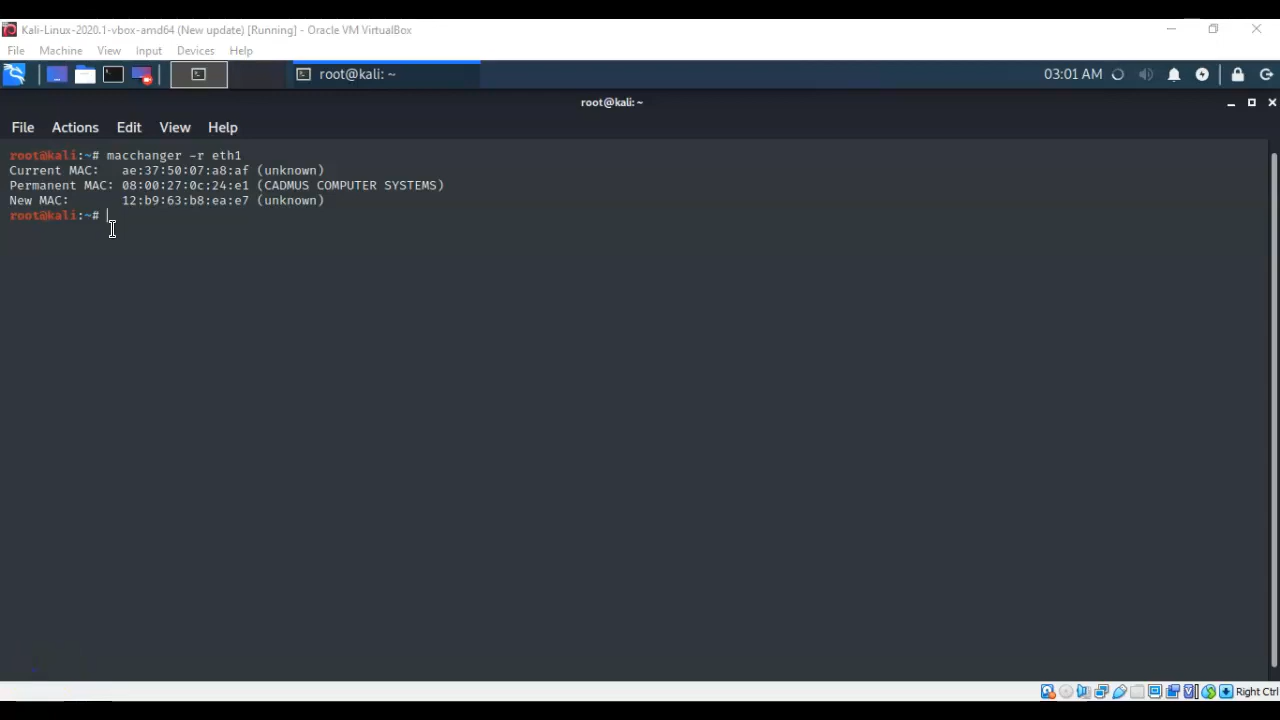 Kali-Linux-2020.1-vbox-amd64 (New update) [Running] - Oracle VM VirtualBox
File Machine View Input Devices Help
root@kali: ~ 03:01 AM
root@kali: ~
File Actions Edit View Help
root@kali:~# macchanger -r eth1
Current MAC:   ae:37:50:07:a8:af (unknown)
Permanent MAC: 08:00:27:0c:24:e1 (CADMUS COMPUTER SYSTEMS)
New MAC:       12:b9:63:b8:ea:e7 (unknown)
root@kali:~#
Right Ctrl